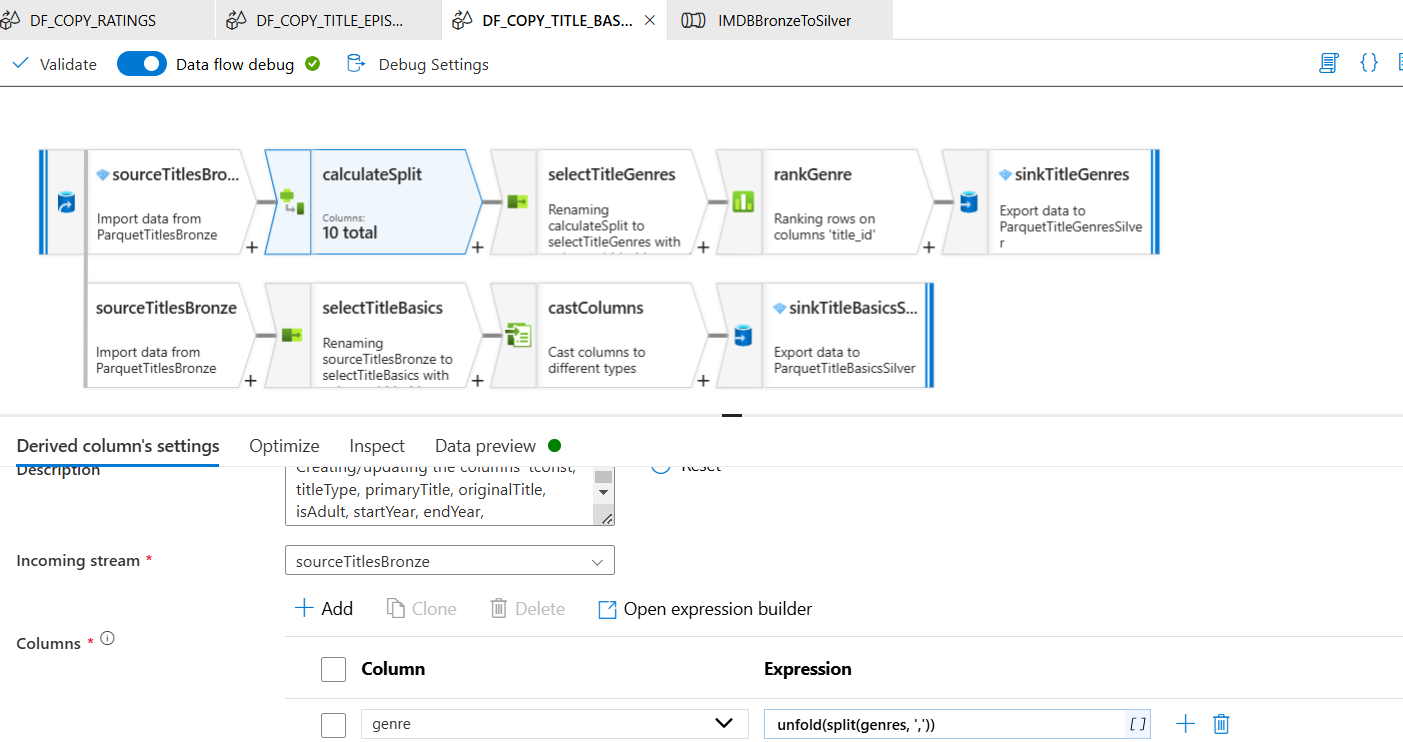 DF_COPY_RATINGS
DF_COPY_TITLE_EPIS...
DF_COPY_TITLE_BAS...
IMDBBronzeToSilver
Validate
Data flow debug
Debug Settings
sourceTitlesBro...
Import data from
ParquetTitlesBronze
calculateSplit
Columns:
10 total
selectTitleGenres
Renaming
calculateSplit to
selectTitleGenres with
rankGenre
Ranking rows on
columns 'title_id'
sinkTitleGenres
Export data to
ParquetTitleGenresSilve
r
sourceTitlesBronze
Import data from
ParquetTitlesBronze
selectTitleBasics
Renaming
sourceTitlesBronze to
selectTitleBasics with
castColumns
Cast columns to
different types
sinkTitleBasicsS...
Export data to
ParquetTitleBasicsSilver
Derived column's settings
Optimize
Inspect
Data preview
Description
Creating/updating the columns 'tconst,
titleType, primaryTitle, originalTitle,
isAdult, startYear, endYear,
Reset
Incoming stream *
sourceTitlesBronze
Add
Clone
Delete
Open expression builder
Columns *
Column
Expression
genre
unfold(split(genres, ','))